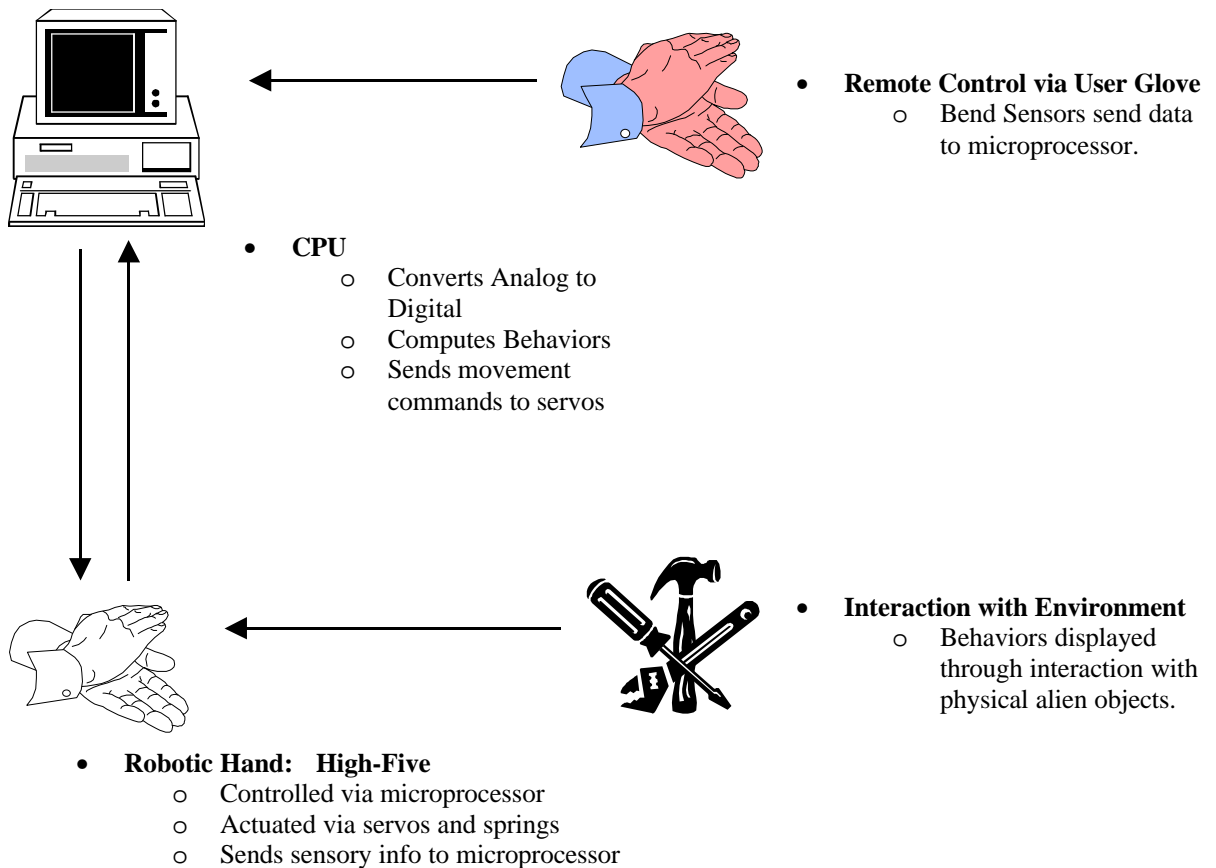 • Remote Control via User Glove
o Bend Sensors send data
to microprocessor.
• CPU
o Converts Analog to
Digital
o Computes Behaviors
o Sends movement
commands to servos
• Interaction with Environment
o Behaviors displayed
through interaction with
physical alien objects.
• Robotic Hand: High-Five
o Controlled via microprocessor
o Actuated via servos and springs
o Sends sensory info to microprocessor